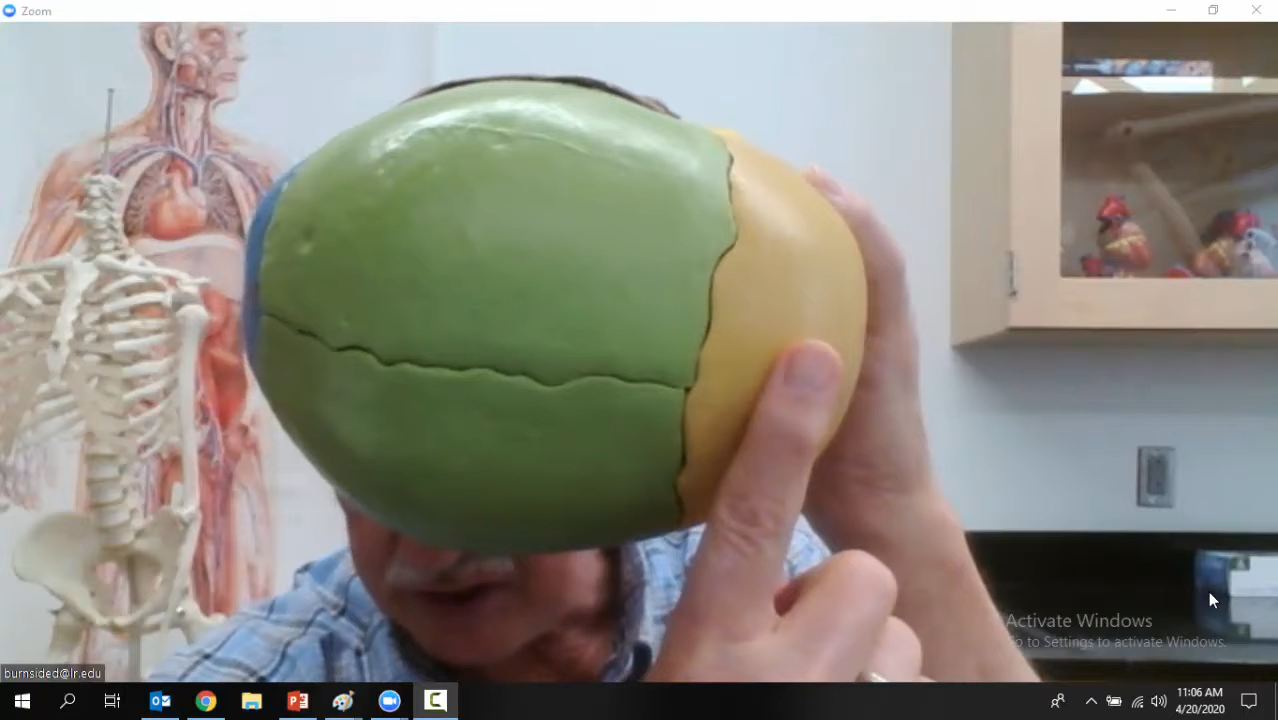 Zoom
Activate Windows
Go to Settings to activate Windows.
burnsided@lr.edu
11:06 AM
4/20/2020